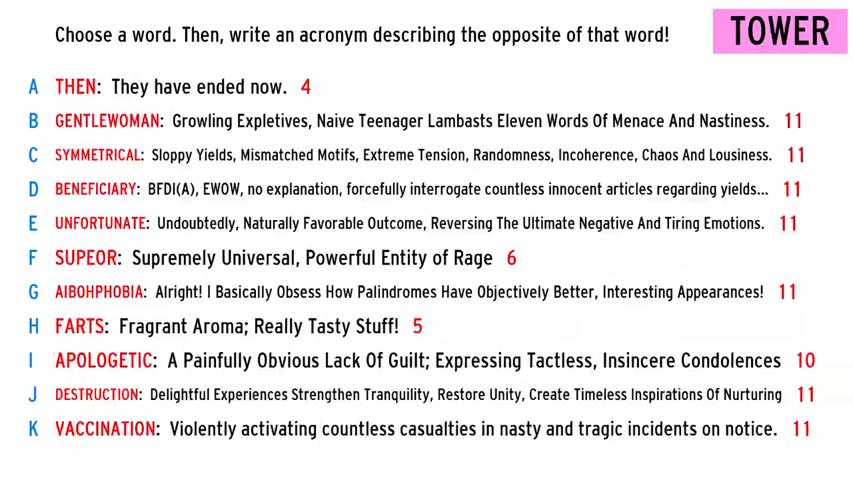 Choose a word. Then, write an acronym describing the opposite of that word!
TOWER
A THEN: They have ended now. 4
B GENTLEWOMAN: Growling Expletives, Naive Teenager Lambasts Eleven Words Of Menace And Nastiness. 11
C SYMMETRICAL: Sloppy Yields, Mismatched Motifs, Extreme Tension, Randomness, Incoherence, Chaos And Lousiness. 11
D BENEFICIARY: BFDI(A), EWOW, no explanation, forcefully interrogate countless innocent articles regarding yields... 11
E UNFORTUNATE: Undoubtedly, Naturally Favorable Outcome, Reversing The Ultimate Negative And Tiring Emotions. 11
F SUPEOR: Supremely Universal, Powerful Entity of Rage 6
G AIBOHPHOBIA: Alright! I Basically Obsess How Palindromes Have Objectively Better, Interesting Appearances! 11
H FARTS: Fragrant Aroma; Really Tasty Stuff! 5
I APOLOGETIC: A Painfully Obvious Lack Of Guilt; Expressing Tactless, Insincere Condolences 10
J DESTRUCTION: Delightful Experiences Strengthen Tranquility, Restore Unity, Create Timeless Inspirations Of Nurturing 11
K VACCINATION: Violently activating countless casualties in nasty and tragic incidents on notice. 11